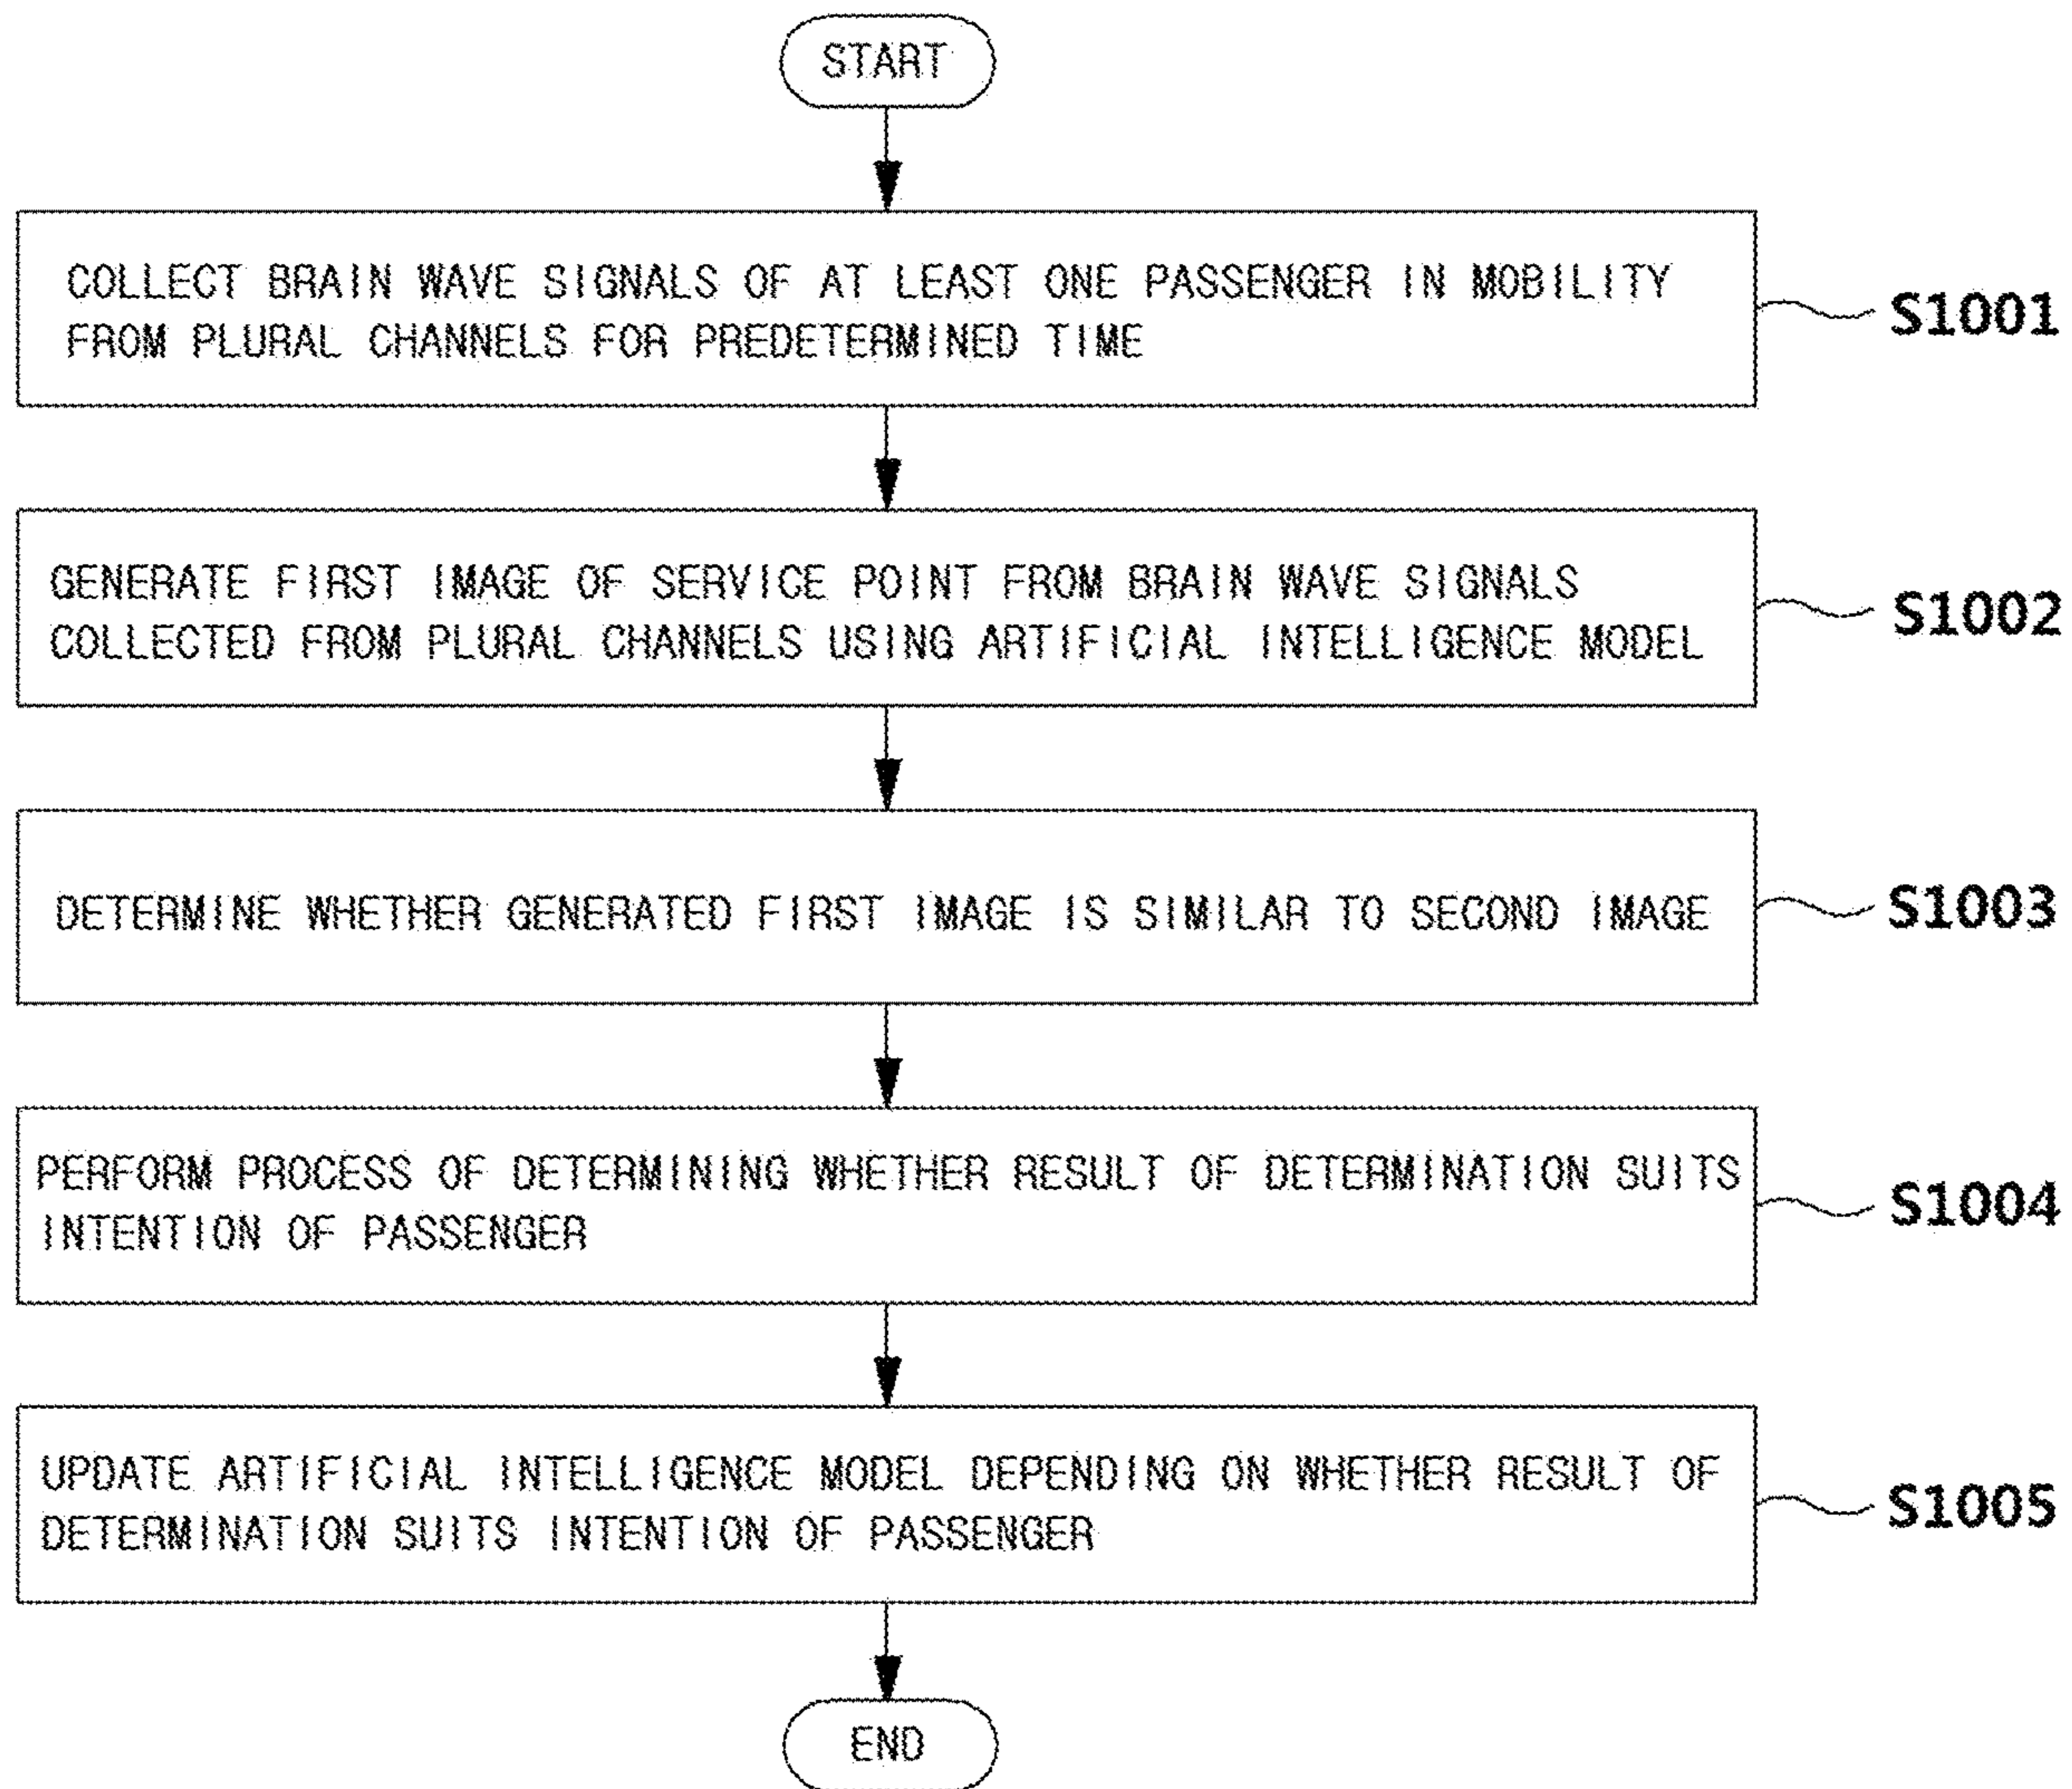 START
COLLECT BRAIN WAVE SIGNALS OF AT LEAST ONE PASSENGER IN MOBILITY
FROM PLURAL CHANNELS FOR PREDETERMINED TIME
S1001
GENERATE FIRST IMAGE OF SERVICE POINT FROM BRAIN WAVE SIGNALS
COLLECTED FROM PLURAL CHANNELS USING ARTIFICIAL INTELLIGENCE MODEL
S1002
DETERMINE WHETHER GENERATED FIRST IMAGE IS SIMILAR TO SECOND IMAGE
S1003
PERFORM PROCESS OF DETERMINING WHETHER RESULT OF DETERMINATION SUITS
INTENTION OF PASSENGER
S1004
UPDATE ARTIFICIAL INTELLIGENCE MODEL DEPENDING ON WHETHER RESULT OF
DETERMINATION SUITS INTENTION OF PASSENGER
S1005
END